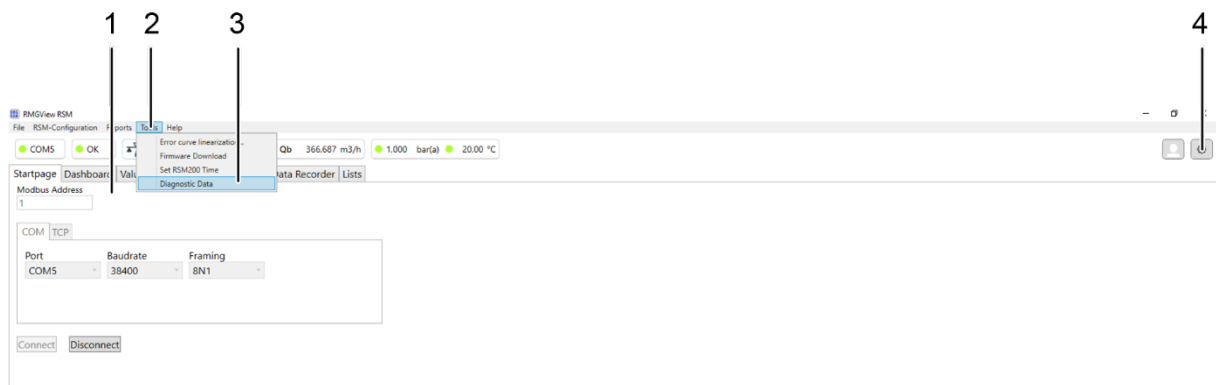 1 2 3 4
RMGView RSM
File RSM-Configuration Reports Tools Help
COM5 OK Qb 366.687 m3/h 1.000 bar(a) 20.00 °C
Error curve linearization...
Firmware Download
Set RSM200 Time
Diagnostic Data
Startpage Dashboard Recorder Lists
Modbus Address
1
COM TCP
Port Baudrate Framing
COM5 38400 8N1
Connect Disconnect